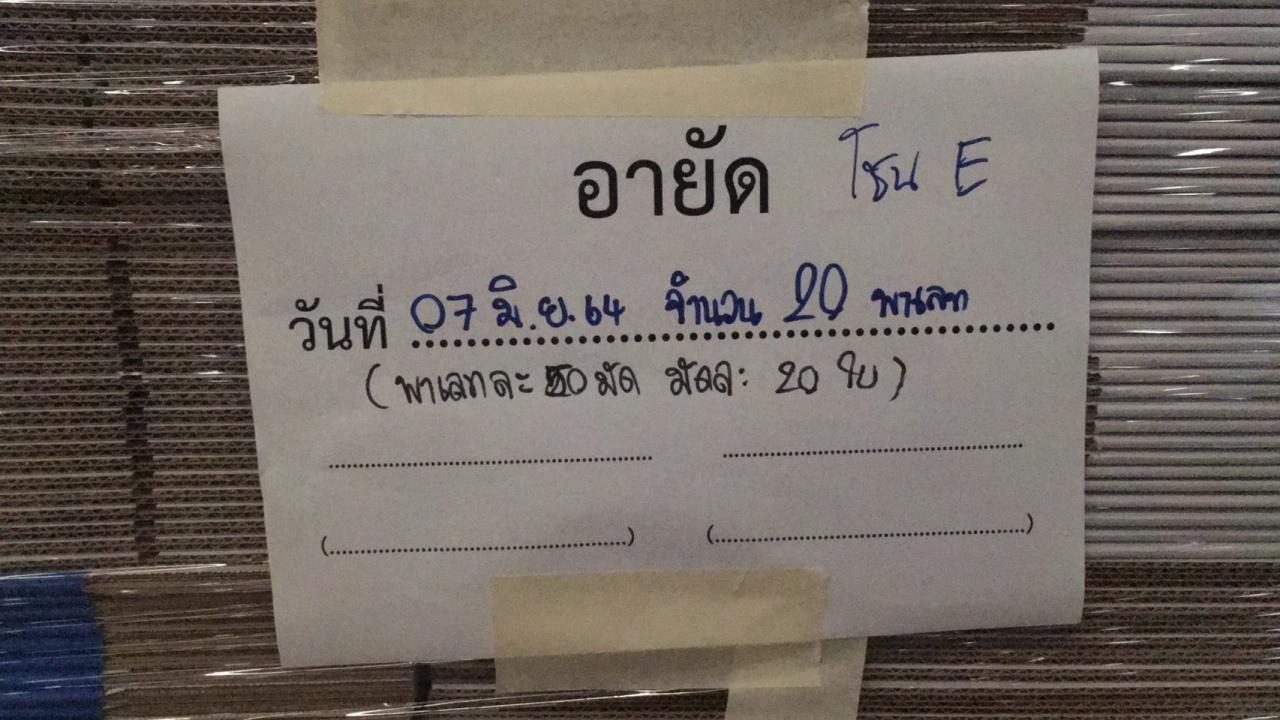 อายัด โซน E
วันที่ 07 มิ.ย. 64 จำนวน 20 พาเลท
(พาเลทละ 50 มัด มัดละ 20 ใบ)